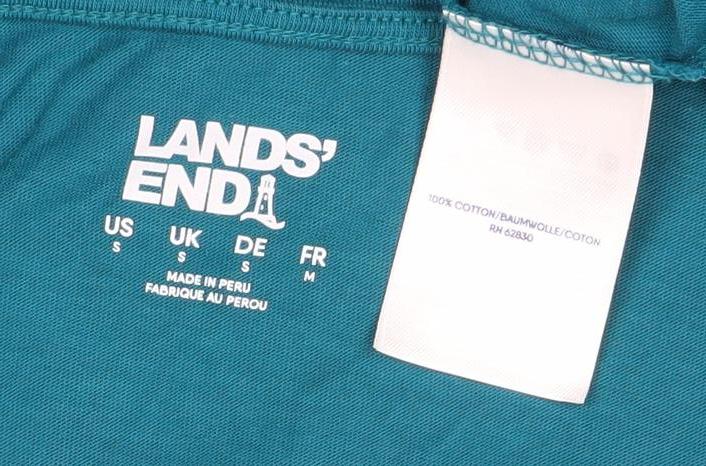 LANDS'
END
US UK DE FR
S S S M
MADE IN PERU
FABRIQUE AU PEROU
100% COTTON/BAUMWOLLE/COTON
RN 62830